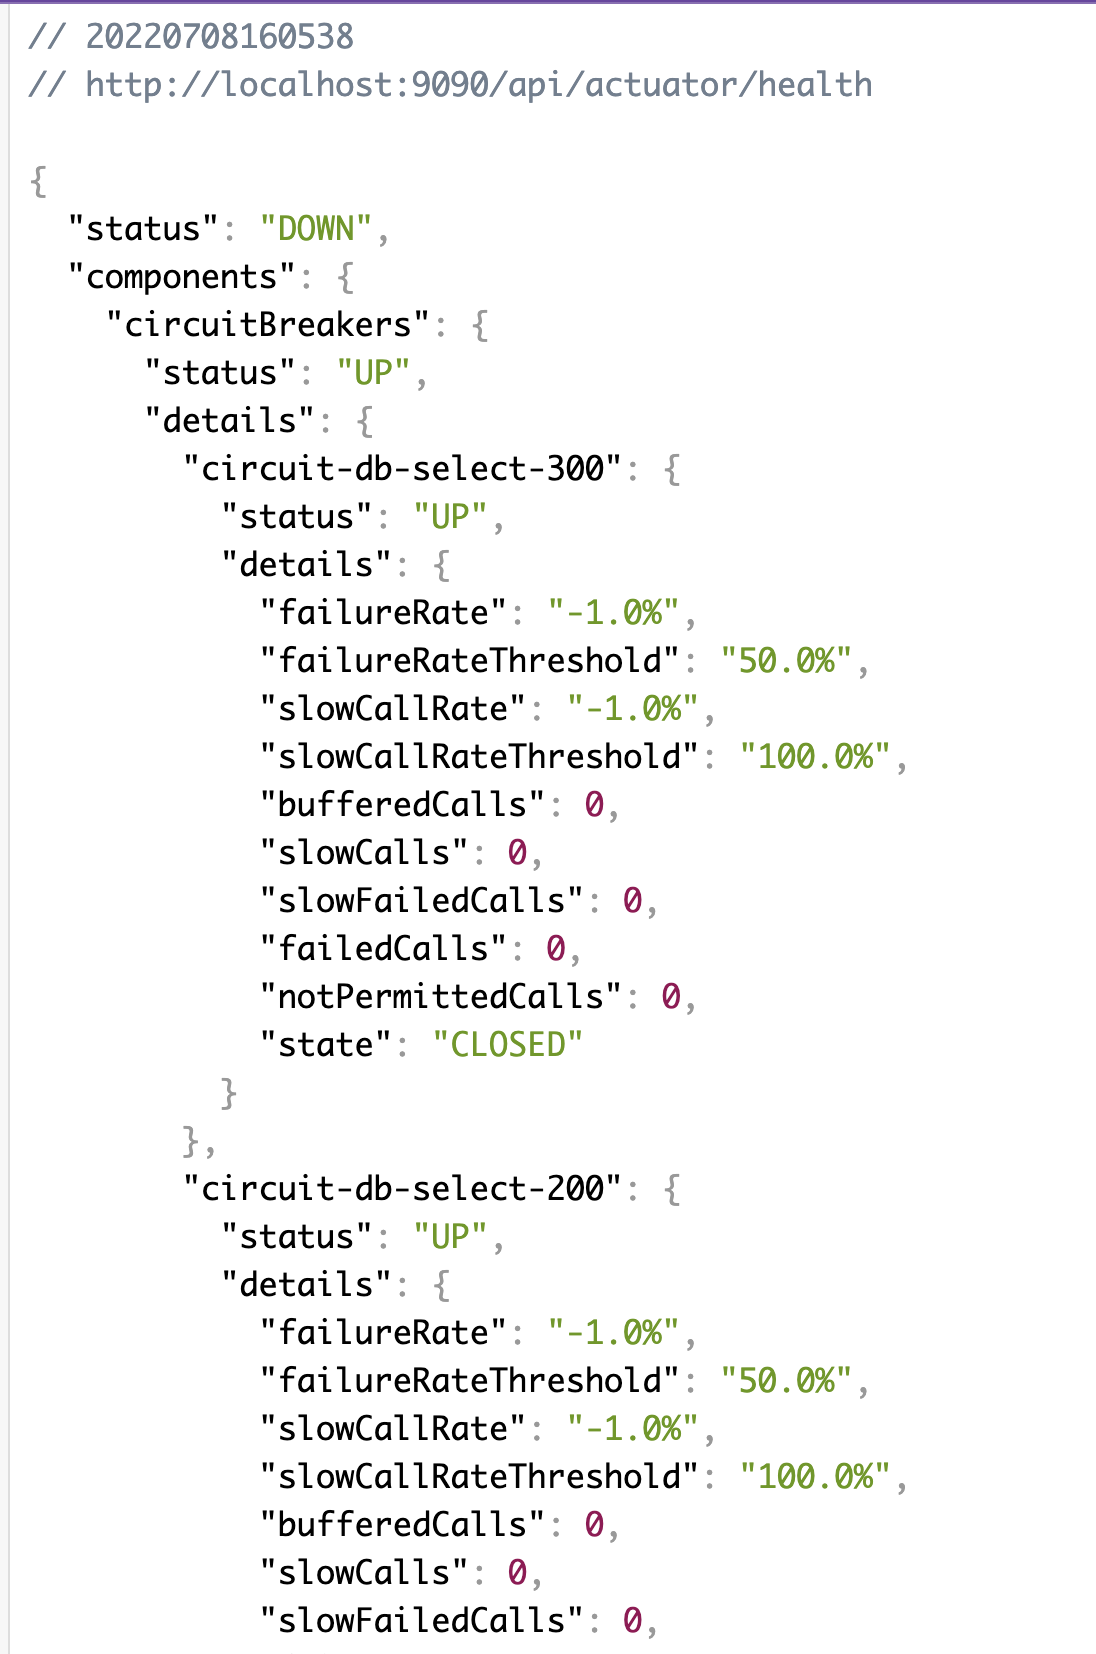 // 20220708160538
// http://localhost:9090/api/actuator/health
{
"status": "DOWN",
"components": {
"circuitBreakers": {
"status": "UP",
"details": {
"circuit-db-select-300": {
"status": "UP",
"details": {
"failureRate": "-1.0%",
"failureRateThreshold": "50.0%",
"slowCallRate": "-1.0%",
"slowCallRateThreshold": "100.0%",
"bufferedCalls": 0,
"slowCalls": 0,
"slowFailedCalls": 0,
"failedCalls": 0,
"notPermittedCalls": 0,
"state": "CLOSED"
}
},
"circuit-db-select-200": {
"status": "UP",
"details": {
"failureRate": "-1.0%",
"failureRateThreshold": "50.0%",
"slowCallRate": "-1.0%",
"slowCallRateThreshold": "100.0%",
"bufferedCalls": 0,
"slowCalls": 0,
"slowFailedCalls": 0,